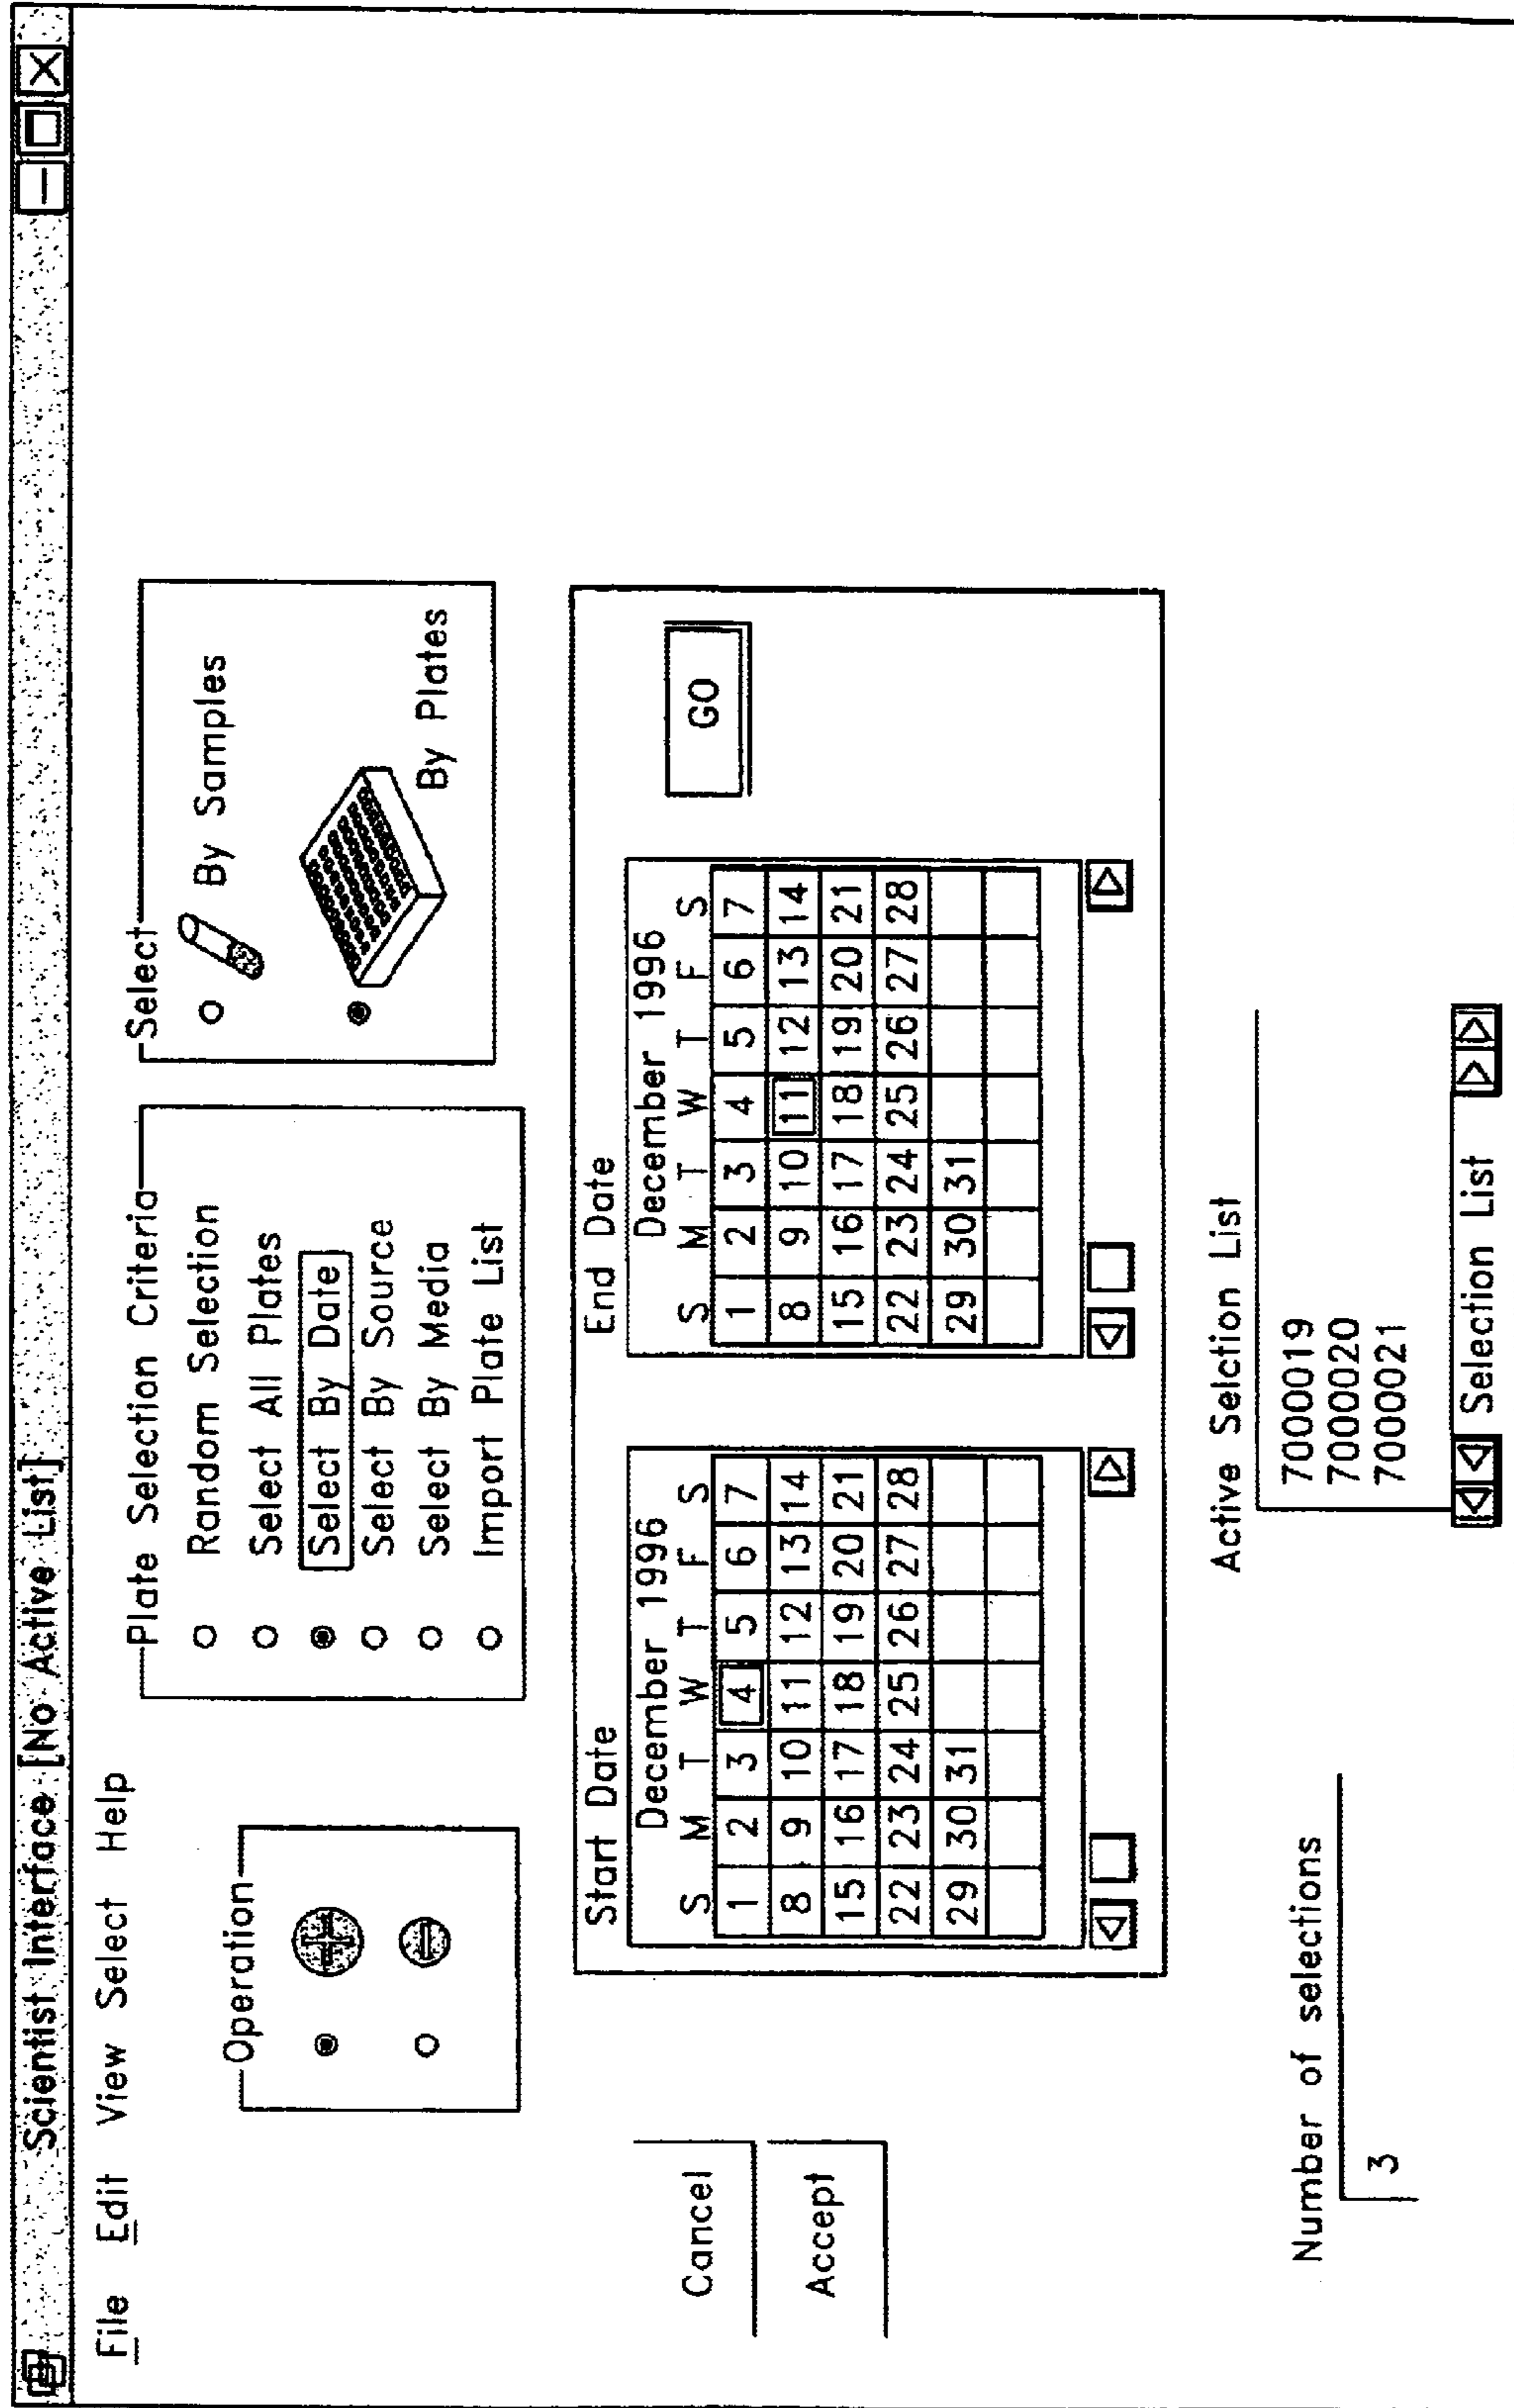 Scientist Interface [No Active List]
File Edit View Select Help
Operation
Plate Selection Criteria
Random Selection
Select All Plates
Select By Date
Select By Source
Select By Media
Import Plate List
Select
By Samples
By Plates
Cancel
Accept
Start Date
December 1996
S M T W T F S
1 2 3 4 5 6 7
8 9 10 11 12 13 14
15 16 17 18 19 20 21
22 23 24 25 26 27 28
29 30 31
End Date
December 1996
S M T W T F S
1 2 3 4 5 6 7
8 9 10 11 12 13 14
15 16 17 18 19 20 21
22 23 24 25 26 27 28
29 30 31
GO
Number of selections
3
Active Selction List
7000019
7000020
7000021
Selection List